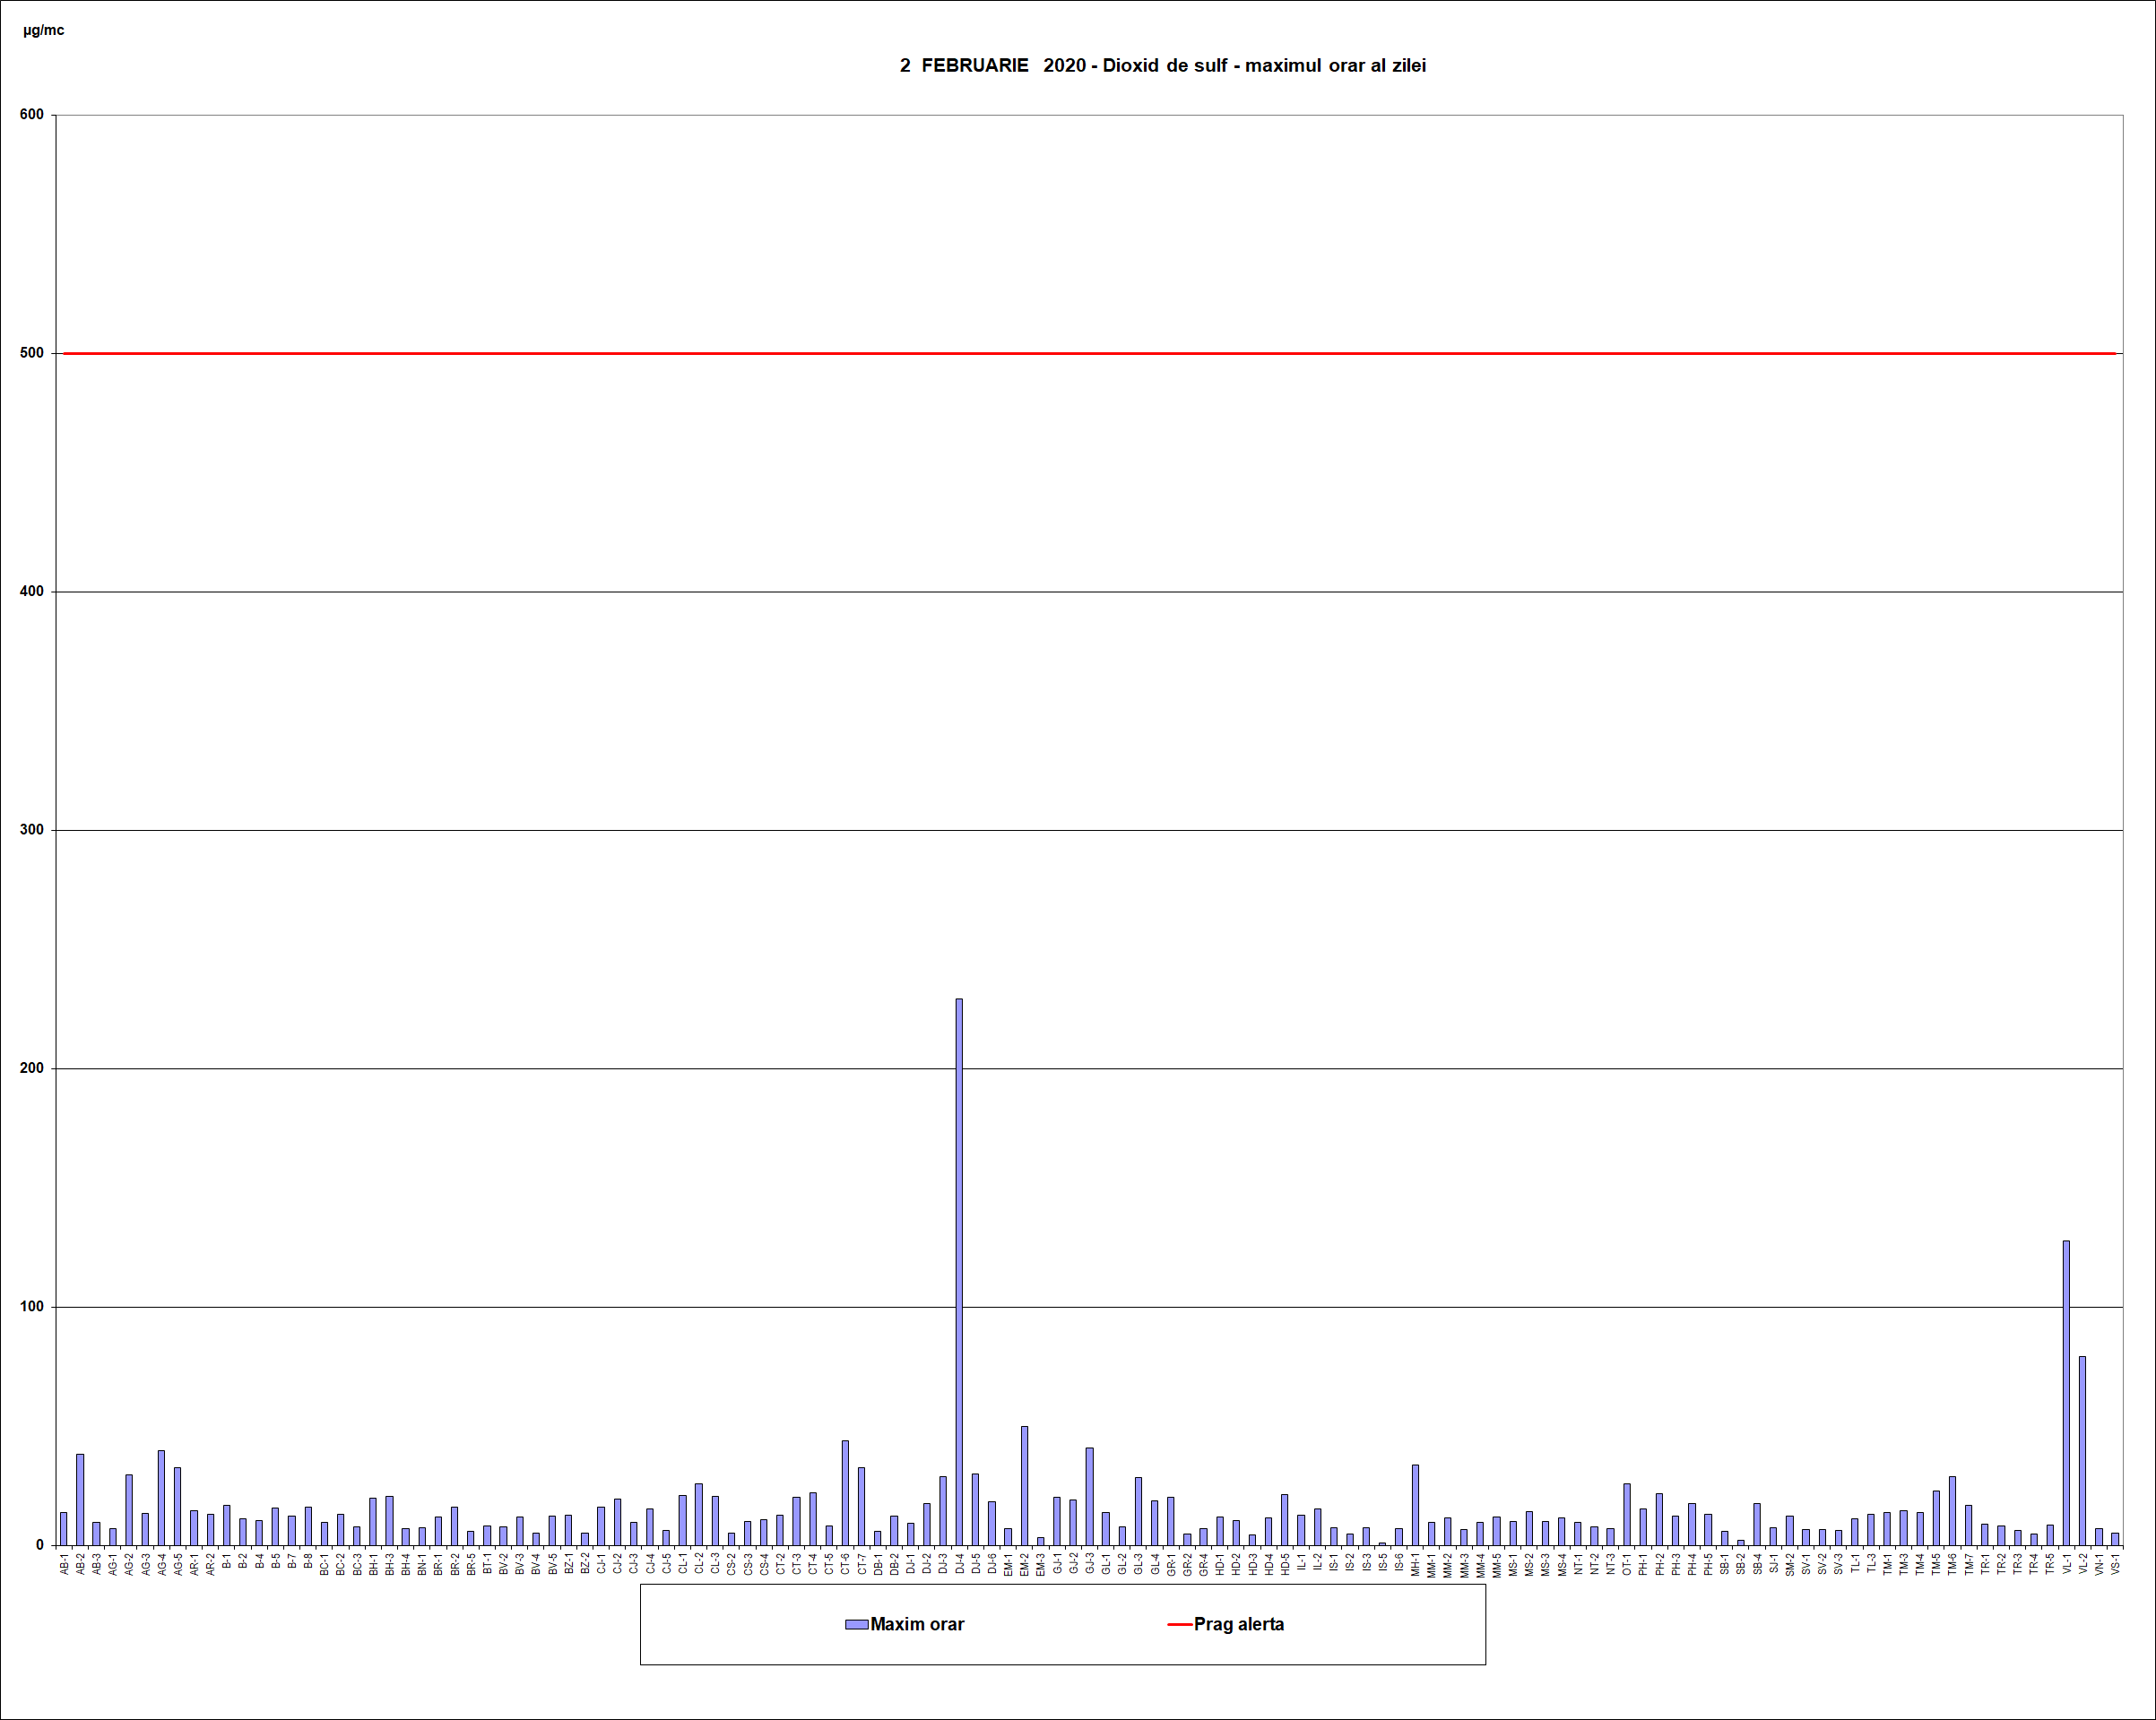 µg/mc
2 FEBRUARIE 2020 - Dioxid de sulf - maximul orar al zilei
600
500
400
300
200
100
0
AB-1 AB-2 AB-3 AG-1 AG-2 AG-3 AG-4 AG-5 AR-1 AR-2 B-1 B-2 B-4 B-5 B-7 B-8 BC-1 BC-2 BC-3 BH-1 BH-3 BH-4 BN-1 BR-1 BR-2 BR-5 BT-1 BV-2 BV-3 BV-4 BV-5 BZ-1 BZ-2 CJ-1 CJ-2 CJ-3 CJ-4 CJ-5 CL-1 CL-2 CL-3 CS-2 CS-3 CS-4 CT-2 CT-3 CT-4 CT-5 CT-6 CT-7 DB-1 DB-2 DJ-1 DJ-2 DJ-3 DJ-4 DJ-5 DJ-6 EM-1 EM-2 EM-3 GJ-1 GJ-2 GJ-3 GL-1 GL-2 GL-3 GL-4 GR-1 GR-2 GR-4 HD-1 HD-2 HD-3 HD-4 HD-5 IL-1 IL-2 IS-1 IS-2 IS-3 IS-5 IS-6 MH-1 MM-1 MM-2 MM-3 MM-4 MM-5 MS-1 MS-2 MS-3 MS-4 NT-1 NT-2 NT-3 OT-1 PH-1 PH-2 PH-3 PH-4 PH-5 SB-1 SB-2 SB-4 SJ-1 SM-2 SV-1 SV-2 SV-3 TL-1 TL-3 TM-1 TM-3 TM-4 TM-5 TM-6 TM-7 TR-1 TR-2 TR-3 TR-4 TR-5 VL-1 VL-2 VN-1 VS-1
Maxim orar Prag alerta